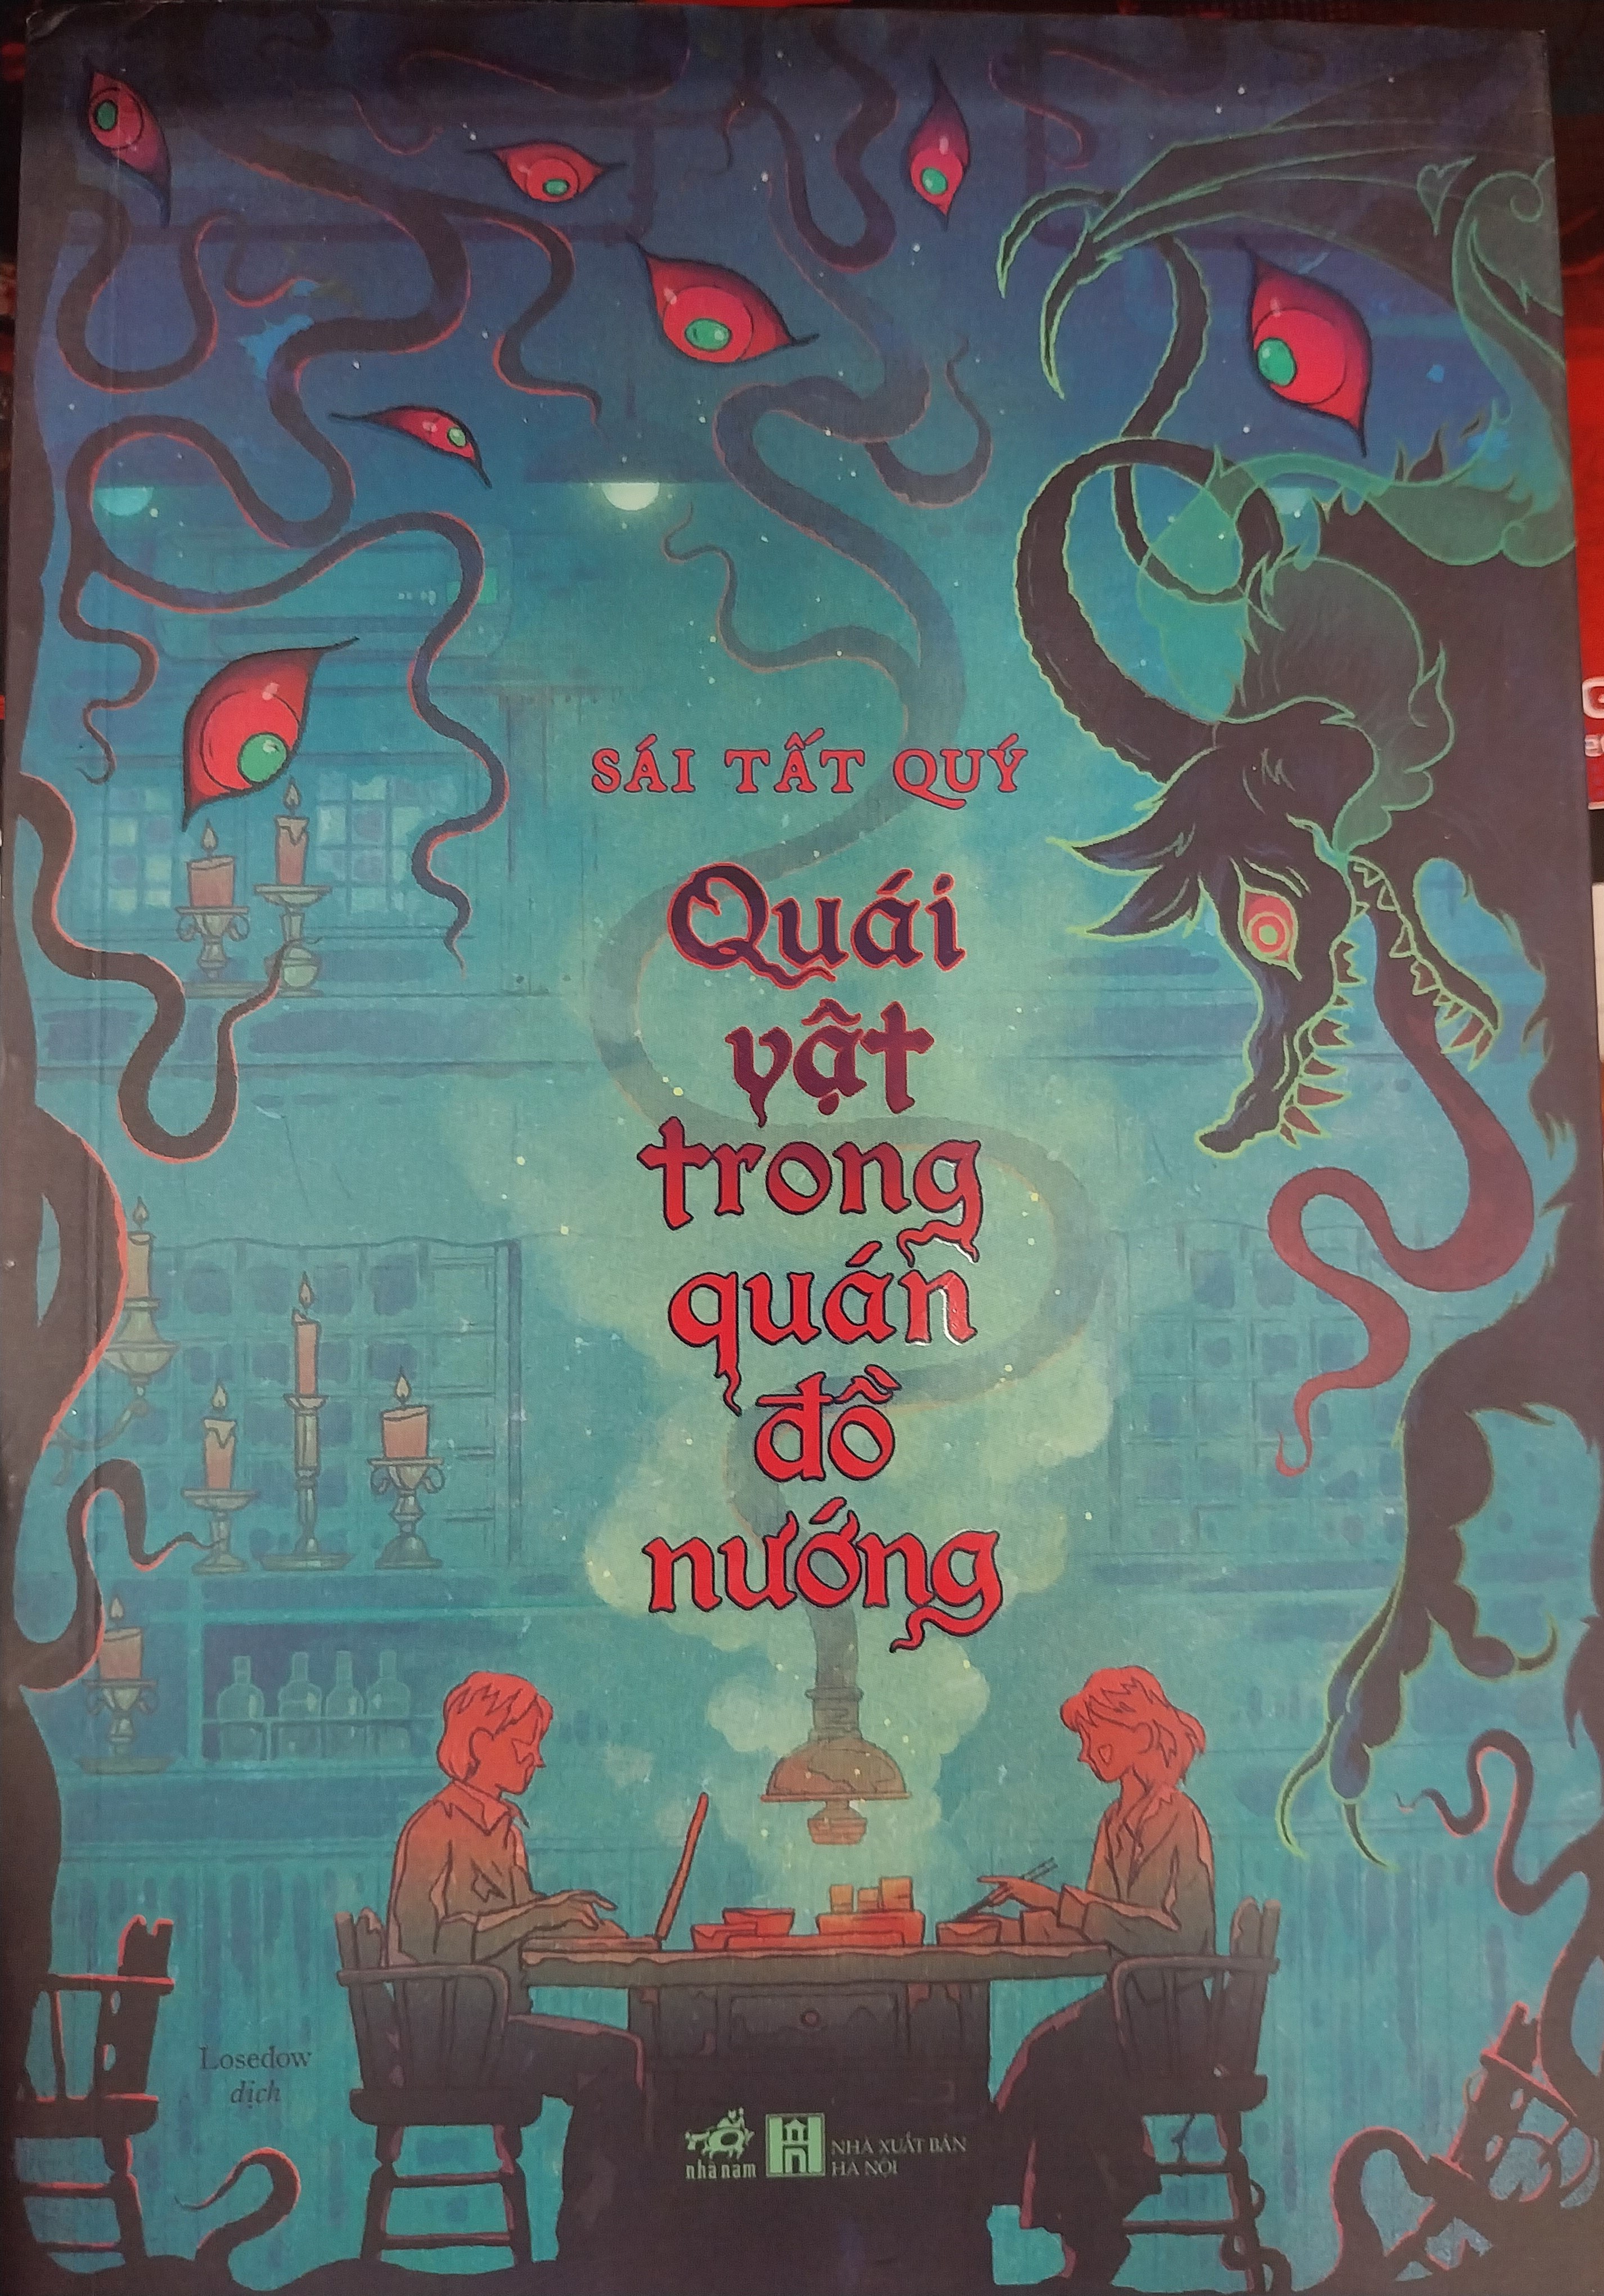 SÁI TẤT QUÝ
Quái
vật
trong
quán
đồ
nướng
Losedow
dịch
nhã nam
NHÀ XUẤT BẢN
HÀ NỘI